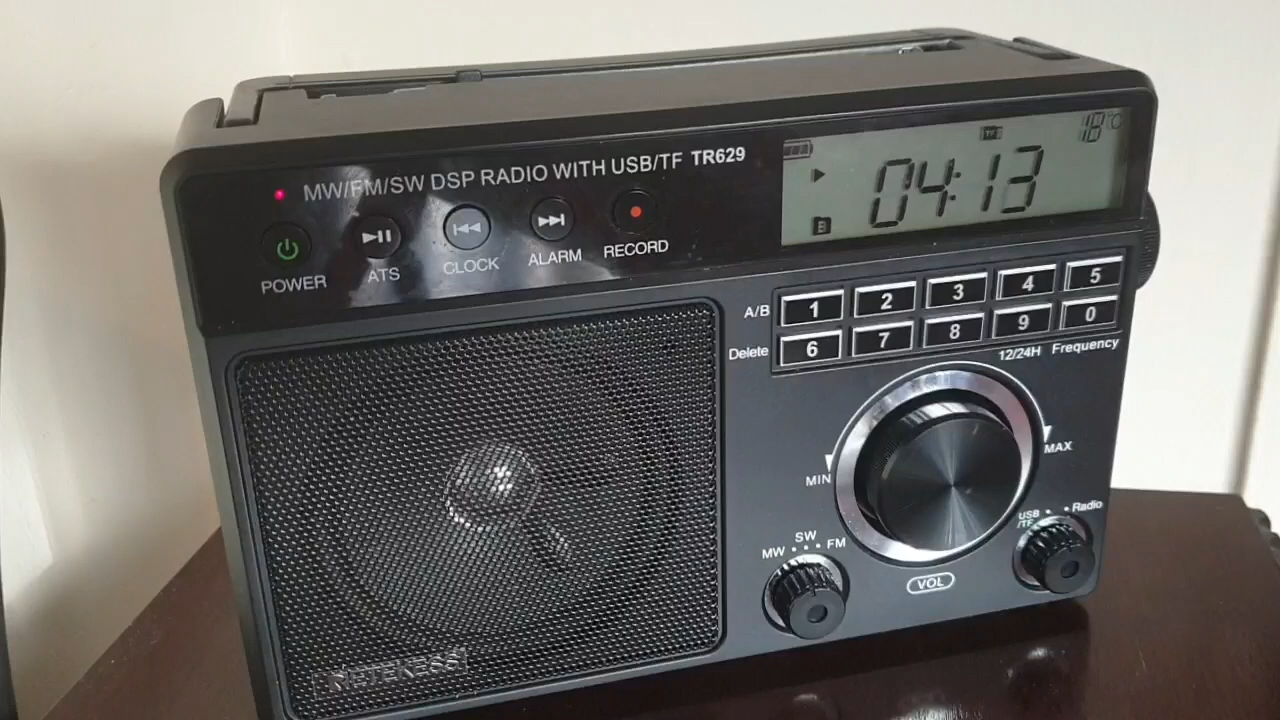 MW/FM/SW DSP RADIO WITH USB/TF TR629
POWER
ATS
CLOCK
ALARM
RECORD
TF
18°C
04:13
B
A/B
1 2 3 4 5
Delete
6 7 8 9 0
12/24H Frequency
MIN
MAX
MW SW FM
USB/TF Radio
VOL
RETEKESS